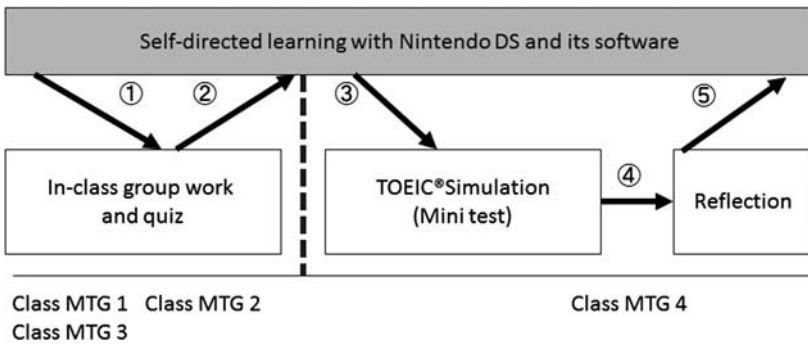 Self-directed learning with Nintendo DS and its software
① ② ③ ⑤
In-class group work
and quiz
TOEIC®Simulation
(Mini test)
④
Reflection
Class MTG 1 Class MTG 2 Class MTG 4
Class MTG 3